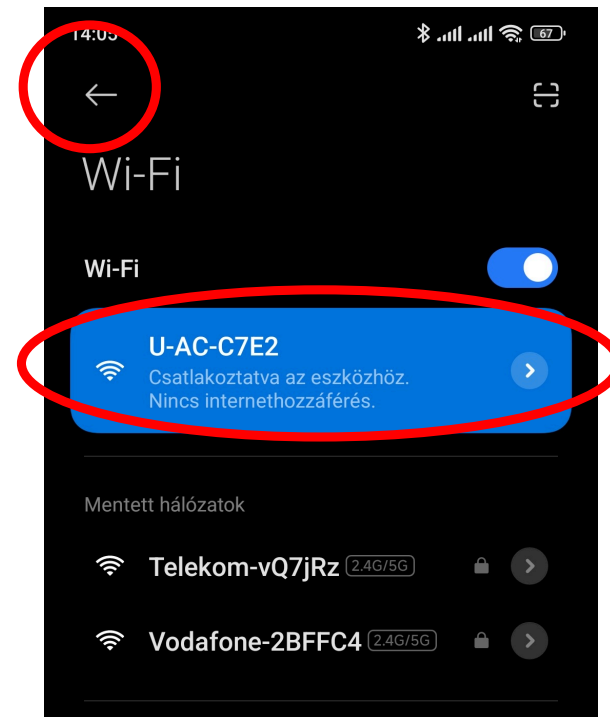 14:05
67
Wi-Fi
Wi-Fi
U-AC-C7E2
Csatlakoztatva az eszközhöz.
Nincs internethozzáférés.
Mentett hálózatok
Telekom-vQ7jRz 2.4G/5G
Vodafone-2BFFC4 2.4G/5G